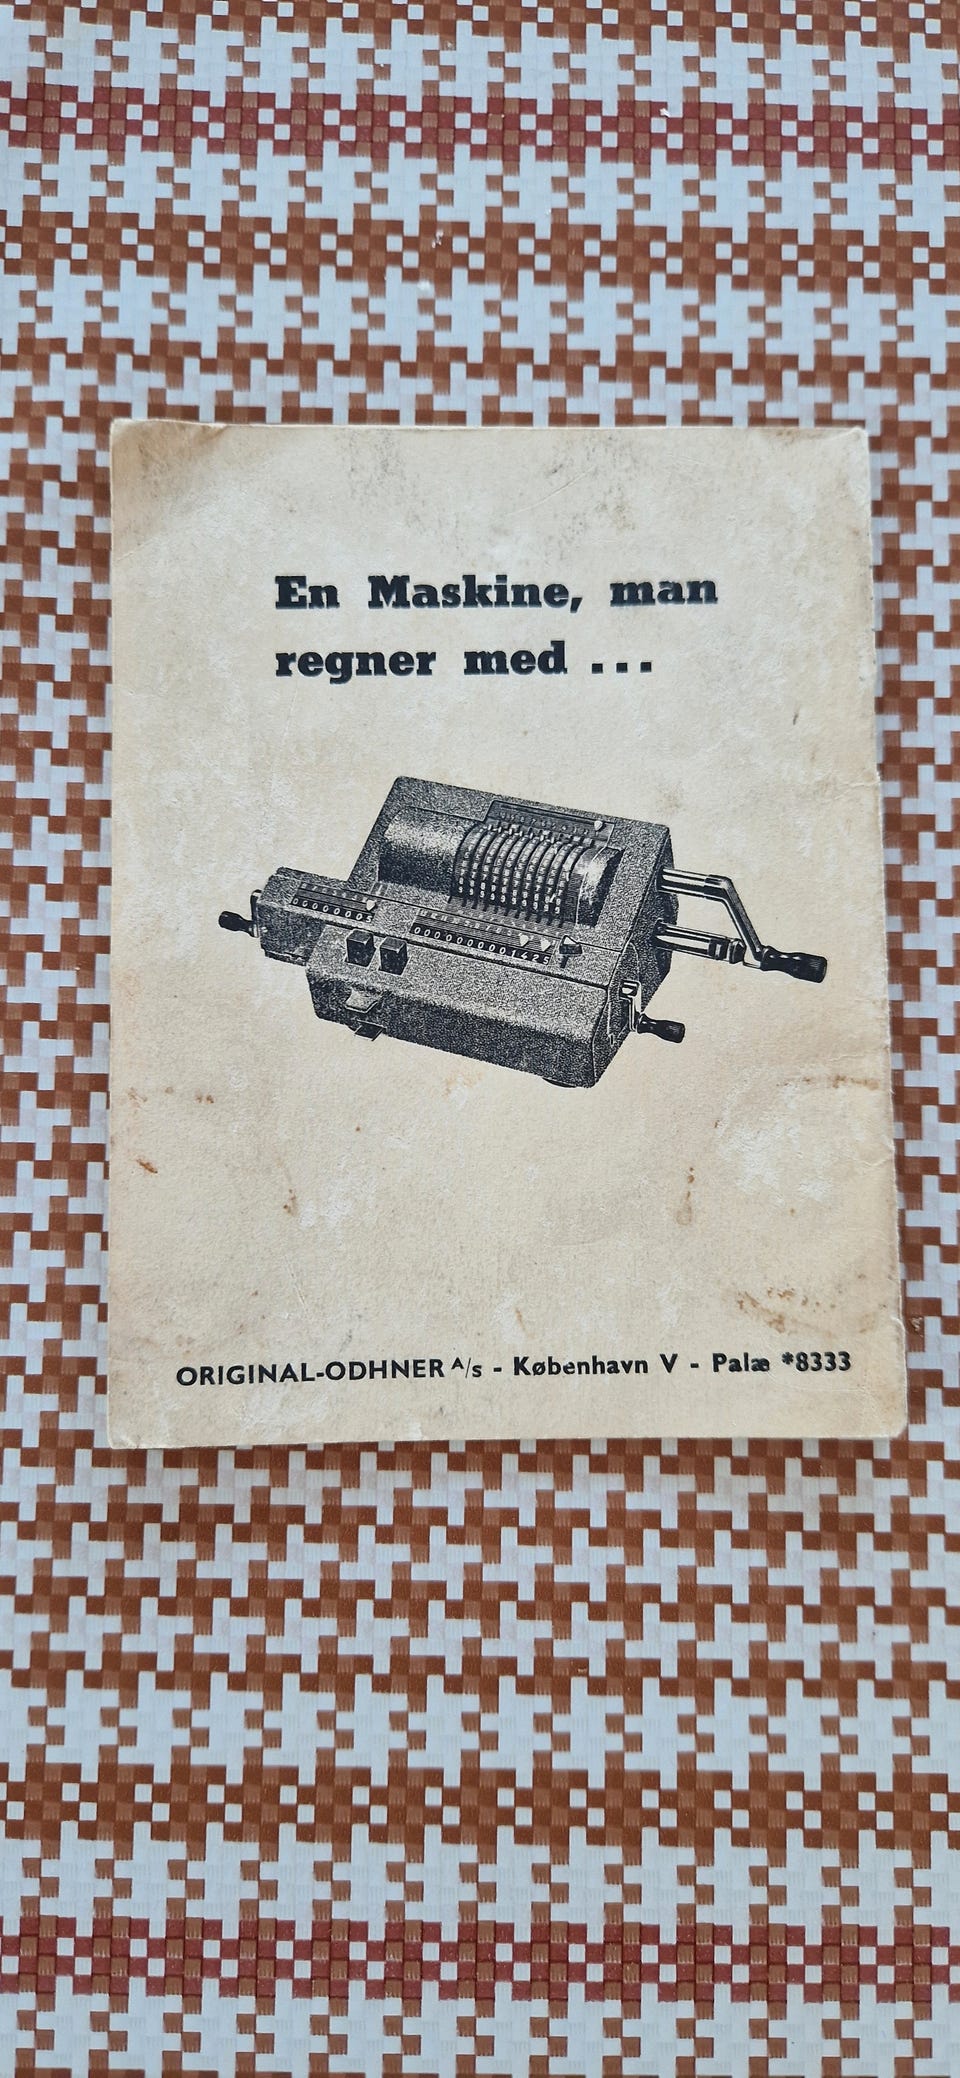 En Maskine, man
regner med ...
ORIGINAL-ODHNER A/s - København V - Palæ *8333